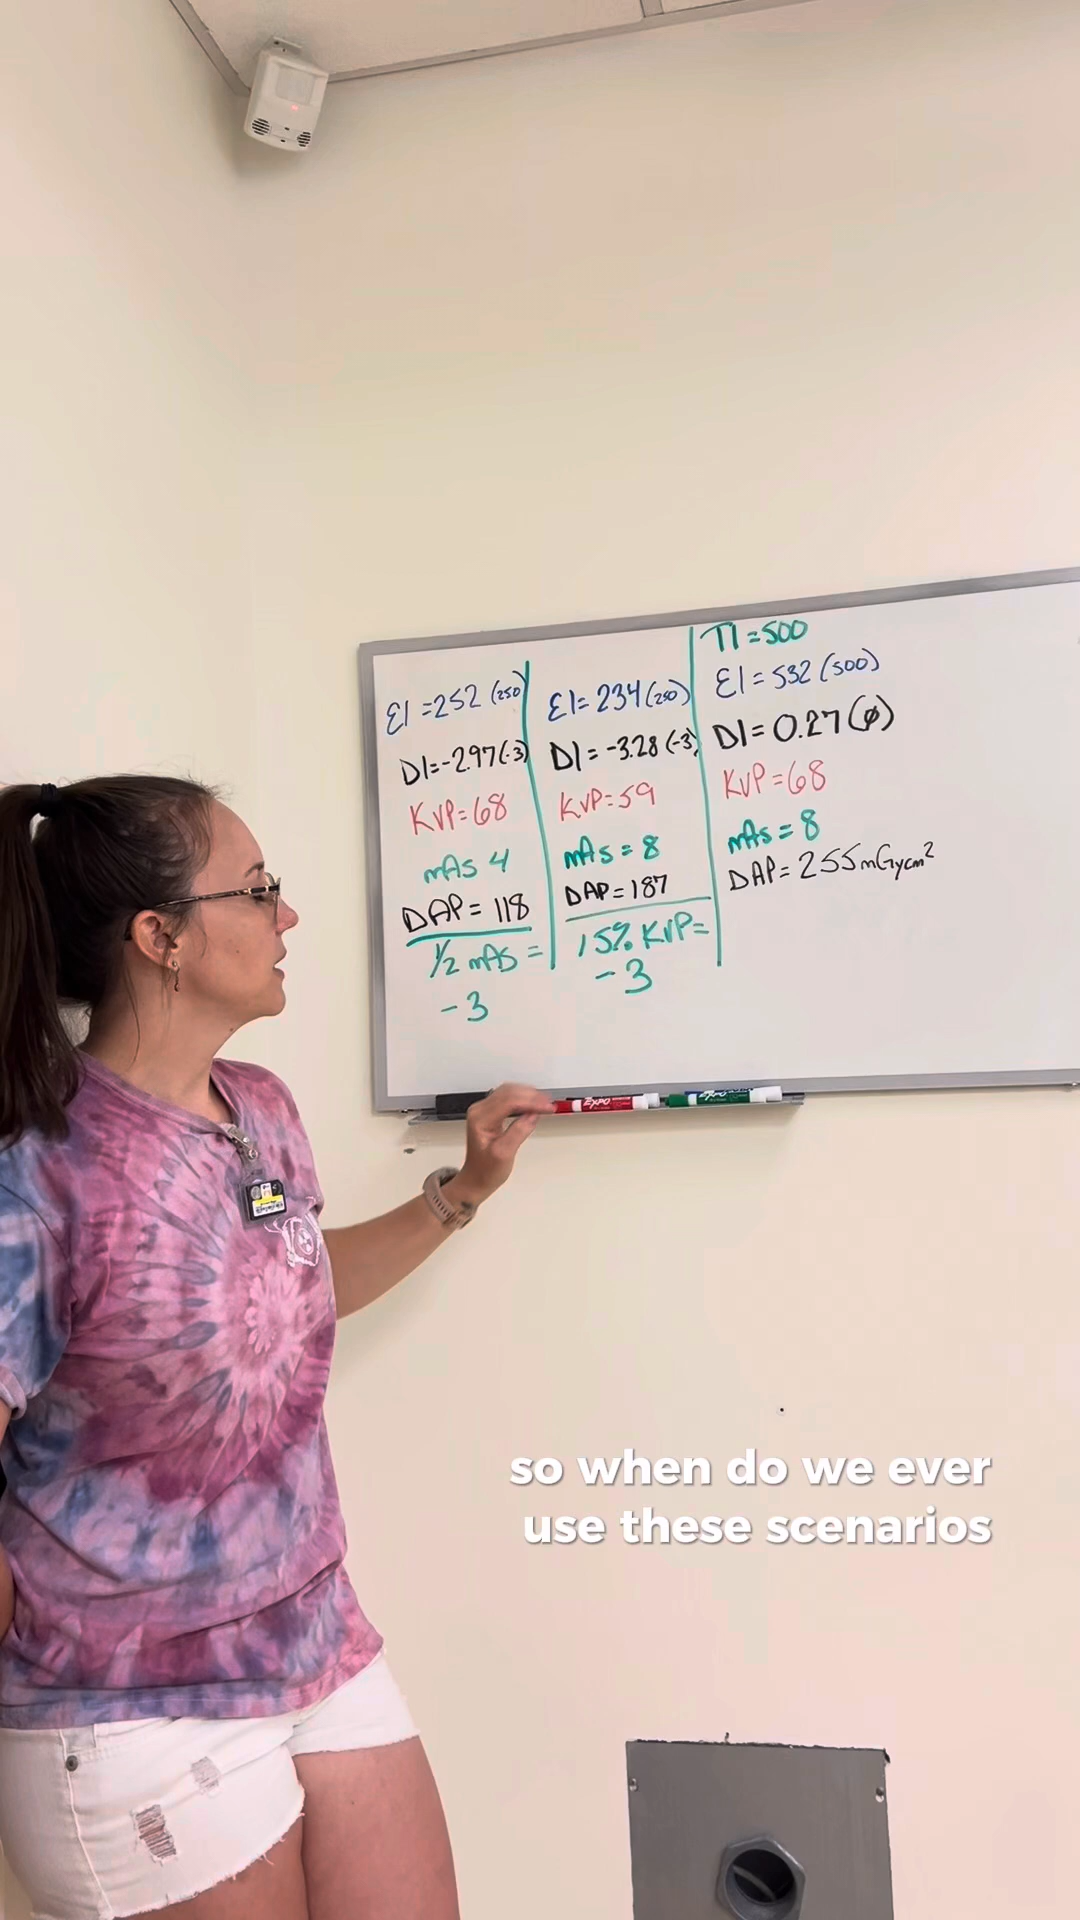 EI = 252 (250)
DI = -2.97 (-3)
KVP = 68
mAs 4
DAP = 118
1/2 mAs =
-3
EI = 234 (250)
DI = -3.28 (-3)
KVP = 59
mAs = 8
DAP = 187
15% KVP =
-3
TI = 500
EI = 532 (500)
DI = 0.27 (ø)
KVP = 68
mAs = 8
DAP = 255 mGycm²
EXPO
EXPO
so when do we ever
use these scenarios